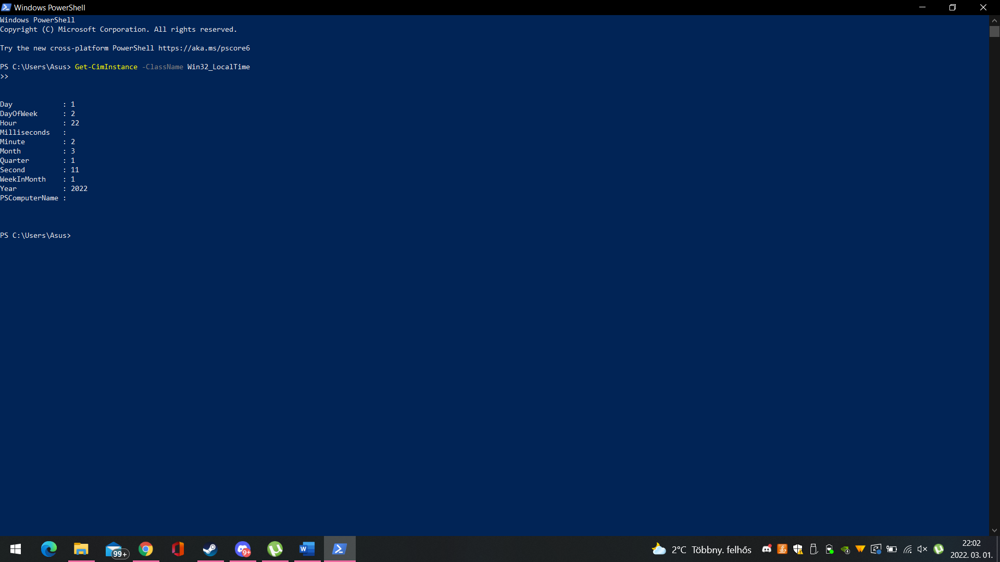 Windows PowerShell
Windows PowerShell
Copyright (C) Microsoft Corporation. All rights reserved.
Try the new cross-platform PowerShell https://aka.ms/pscore6
PS C:\Users\Asus> Get-CimInstance -ClassName Win32_LocalTime
>>
Day            : 1
DayOfWeek      : 2
Hour           : 22
Milliseconds   :
Minute         : 2
Month          : 3
Quarter        : 1
Second         : 11
WeekInMonth    : 1
Year           : 2022
PSComputerName :
PS C:\Users\Asus>
99+
9+
W
2°C Többny. felhős
22:02
2022. 03. 01.